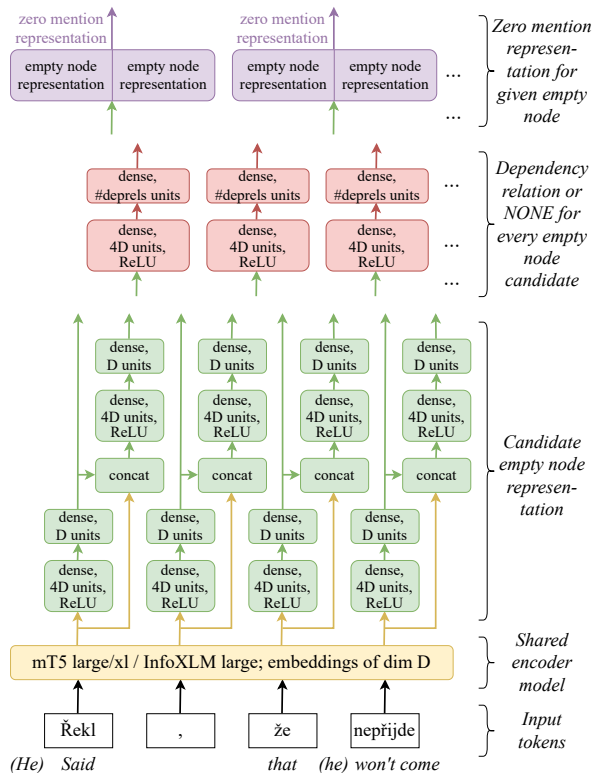 zero mention
representation
zero mention
representation
empty node
representation
empty node
representation
empty node
representation
empty node
representation
...
...
Zero mention
represen-
tation for
given empty
node
dense,
#deprels units
dense,
#deprels units
dense,
#deprels units
...
dense,
4D units,
ReLU
dense,
4D units,
ReLU
dense,
4D units,
ReLU
...
...
Dependency
relation or
NONE for
every empty
node
candidate
dense,
D units
dense,
D units
dense,
D units
dense,
D units
dense,
4D units,
ReLU
dense,
4D units,
ReLU
dense,
4D units,
ReLU
dense,
4D units,
ReLU
concat
concat
concat
concat
dense,
D units
dense,
D units
dense,
D units
dense,
D units
dense,
4D units,
ReLU
dense,
4D units,
ReLU
dense,
4D units,
ReLU
dense,
4D units,
ReLU
Candidate
empty node
represen-
tation
mT5 large/xl / InfoXLM large; embeddings of dim D
Shared
encoder
model
Řekl
,
že
nepřijde
Input
tokens
(He) Said
that
(he) won't come